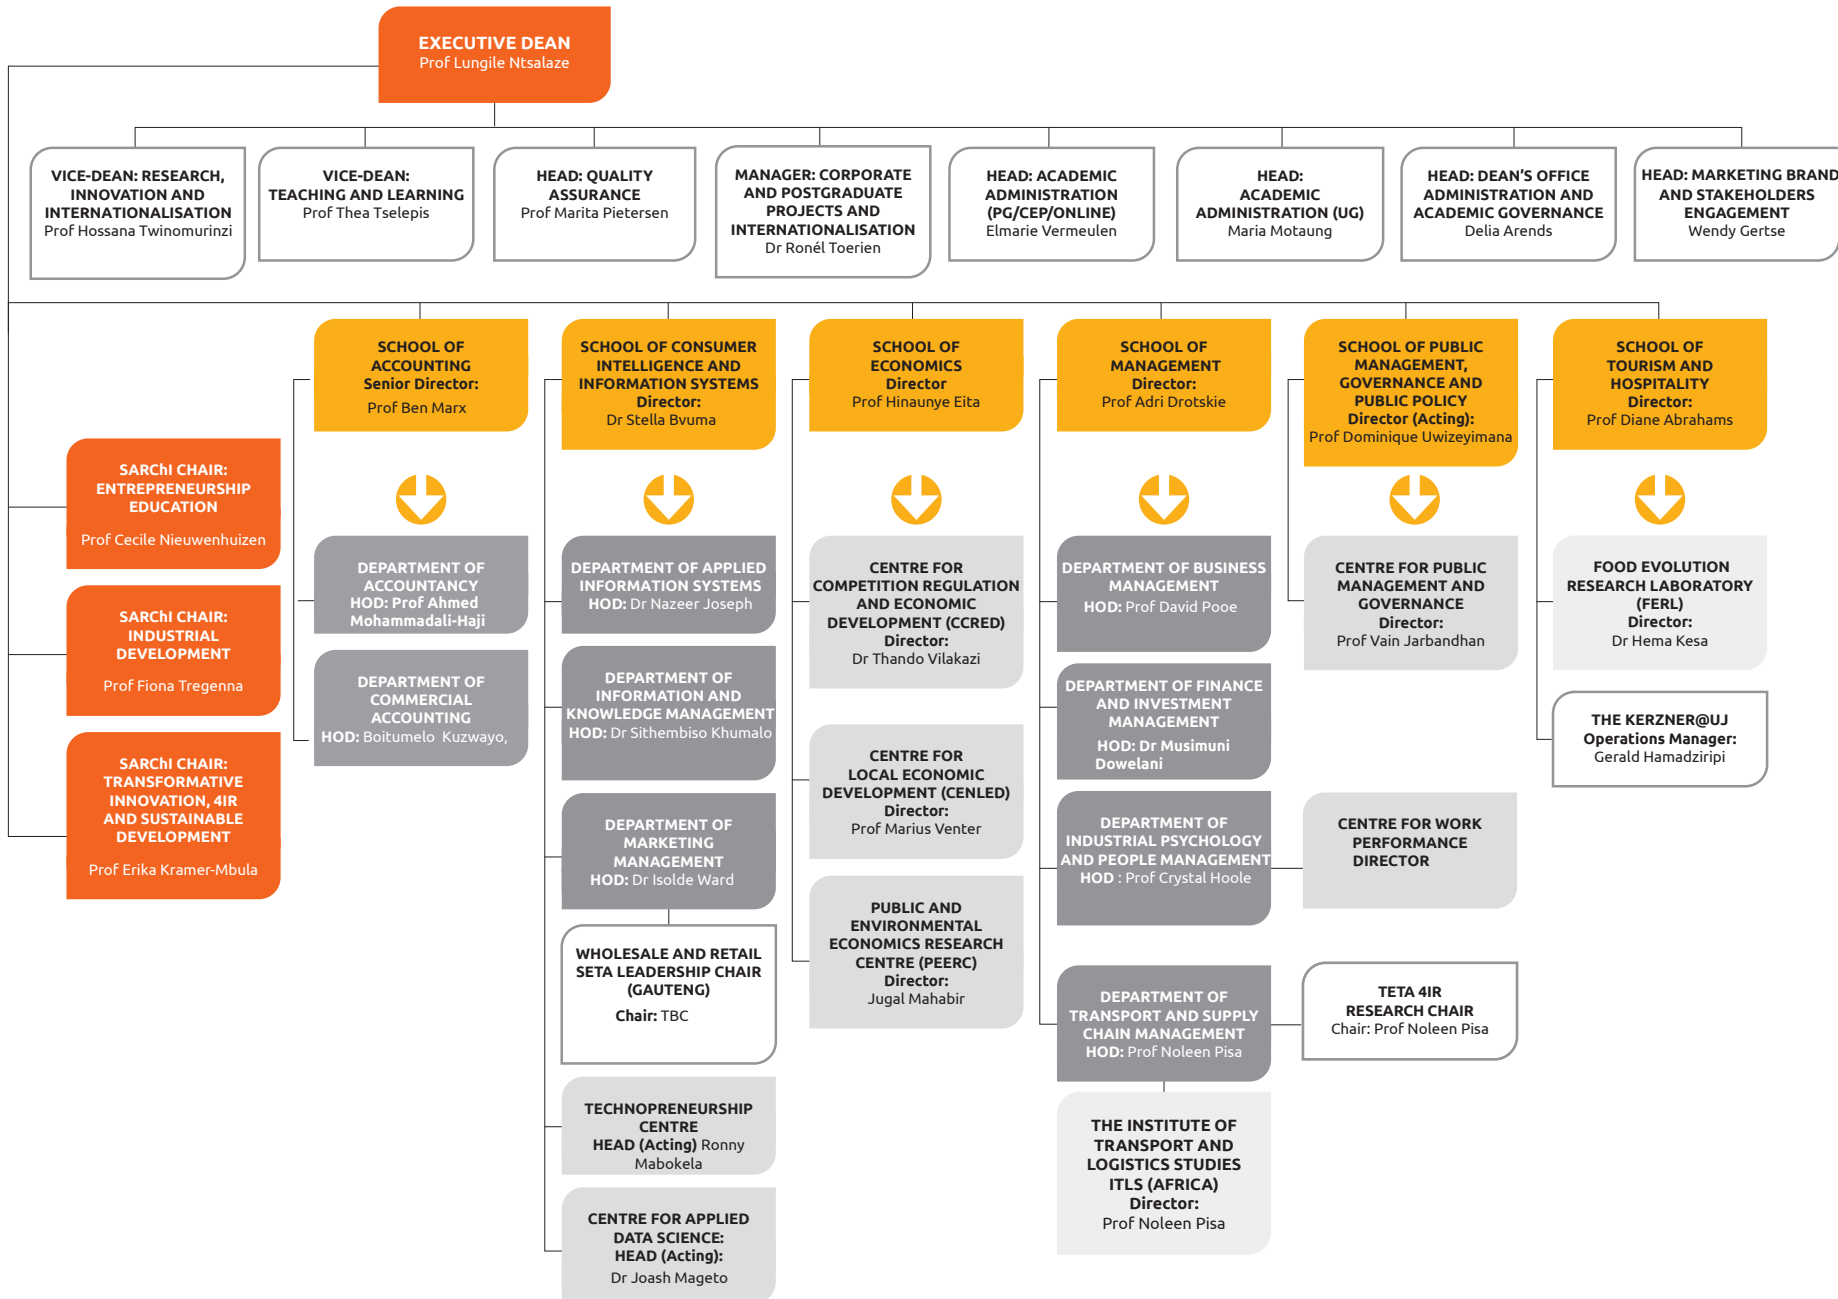 EXECUTIVE DEAN
Prof Lungile Ntsalaze
VICE-DEAN: RESEARCH,
INNOVATION AND
INTERNATIONALISATION
Prof Hossana Twinomurinzi
VICE-DEAN:
TEACHING AND LEARNING
Prof Thea Tselepis
HEAD: QUALITY
ASSURANCE
Prof Marita Pietersen
MANAGER: CORPORATE
AND POSTGRADUATE
PROJECTS AND
INTERNATIONALISATION
Dr Ronél Toerien
HEAD: ACADEMIC
ADMINISTRATION
(PG/CEP/ONLINE)
Elmarie Vermeulen
HEAD:
ACADEMIC
ADMINISTRATION (UG)
Maria Motaung
HEAD: DEAN’S OFFICE
ADMINISTRATION AND
ACADEMIC GOVERNANCE
Delia Arends
HEAD: MARKETING BRAND
AND STAKEHOLDERS
ENGAGEMENT
Wendy Gertse
SARChI CHAIR:
ENTREPRENEURSHIP
EDUCATION
Prof Cecile Nieuwenhuizen
SARChI CHAIR:
INDUSTRIAL
DEVELOPMENT
Prof Fiona Tregenna
SARChI CHAIR:
TRANSFORMATIVE
INNOVATION, 4IR
AND SUSTAINABLE
DEVELOPMENT
Prof Erika Kramer-Mbula
SCHOOL OF
ACCOUNTING
Senior Director:
Prof Ben Marx
DEPARTMENT OF
ACCOUNTANCY
HOD: Prof Ahmed
Mohammadali-Haji
DEPARTMENT OF
COMMERCIAL
ACCOUNTING
HOD: Boitumelo Kuzwayo,
SCHOOL OF CONSUMER
INTELLIGENCE AND
INFORMATION SYSTEMS
Director:
Dr Stella Bvuma
DEPARTMENT OF APPLIED
INFORMATION SYSTEMS
HOD: Dr Nazeer Joseph
DEPARTMENT OF
INFORMATION AND
KNOWLEDGE MANAGEMENT
HOD: Dr Sithembiso Khumalo
DEPARTMENT OF
MARKETING
MANAGEMENT
HOD: Dr Isolde Ward
WHOLESALE AND RETAIL
SETA LEADERSHIP CHAIR
(GAUTENG)
Chair: TBC
TECHNOPRENEURSHIP
CENTRE
HEAD (Acting) Ronny
Mabokela
CENTRE FOR APPLIED
DATA SCIENCE:
HEAD (Acting):
Dr Joash Mageto
SCHOOL OF
ECONOMICS
Director
Prof Hinaunye Eita
CENTRE FOR
COMPETITION REGULATION
AND ECONOMIC
DEVELOPMENT (CCRED)
Director:
Dr Thando Vilakazi
CENTRE FOR
LOCAL ECONOMIC
DEVELOPMENT (CENLED)
Director:
Prof Marius Venter
PUBLIC AND
ENVIRONMENTAL
ECONOMICS RESEARCH
CENTRE (PEERC)
Director:
Jugal Mahabir
SCHOOL OF
MANAGEMENT
Director:
Prof Adri Drotskie
DEPARTMENT OF BUSINESS
MANAGEMENT
HOD: Prof David Pooe
DEPARTMENT OF FINANCE
AND INVESTMENT
MANAGEMENT
HOD: Dr Musimuni
Dowelani
DEPARTMENT OF
INDUSTRIAL PSYCHOLOGY
AND PEOPLE MANAGEMENT
HOD : Prof Crystal Hoole
CENTRE FOR WORK
PERFORMANCE
DIRECTOR
DEPARTMENT OF
TRANSPORT AND SUPPLY
CHAIN MANAGEMENT
HOD: Prof Noleen Pisa
TETA 4IR
RESEARCH CHAIR
Chair: Prof Noleen Pisa
THE INSTITUTE OF
TRANSPORT AND
LOGISTICS STUDIES
ITLS (AFRICA)
Director:
Prof Noleen Pisa
SCHOOL OF PUBLIC
MANAGEMENT,
GOVERNANCE AND
PUBLIC POLICY
Director (Acting):
Prof Dominique Uwizeyimana
CENTRE FOR PUBLIC
MANAGEMENT AND
GOVERNANCE
Director:
Prof Vain Jarbandhan
SCHOOL OF
TOURISM AND
HOSPITALITY
Director:
Prof Diane Abrahams
FOOD EVOLUTION
RESEARCH LABORATORY
(FERL)
Director:
Dr Hema Kesa
THE KERZNER@UJ
Operations Manager:
Gerald Hamadziripi